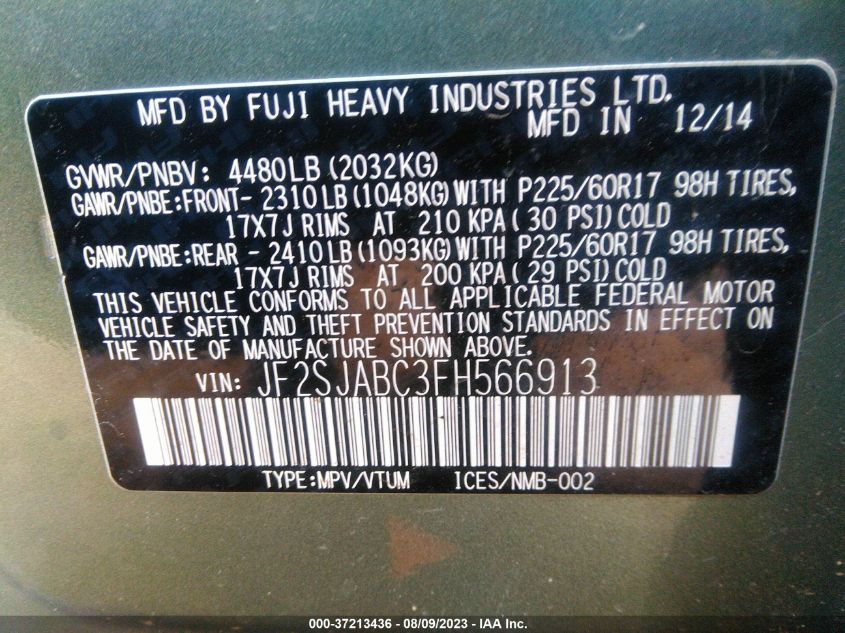 MFD BY FUJI HEAVY INDUSTRIES LTD.
MFD IN 12/14
GVWR/PNBV: 4480LB (2032KG)
GAWR/PNBE:FRONT- 2310LB (1048KG) WITH P225/60R17 98H TIRES,
17X7J RIMS AT 210 KPA( 30 PSI) COLD
GAWR/PNBE:REAR - 2410LB (1093KG) WITH P225/60R17 98H TIRES,
17X7J RIMS AT 200 KPA( 29 PSI) COLD
THIS VEHICLE CONFORMS TO ALL APPLICABLE FEDERAL MOTOR
VEHICLE SAFETY AND THEFT PREVENTION STANDARDS IN EFFECT ON
THE DATE OF MANUFACTURE SHOWN ABOVE.
VIN: JF2SJABC3FH566913
TYPE:MPV/VTUM ICES/NMB-002
000-37213436 - 08/09/2023 - IAA Inc.